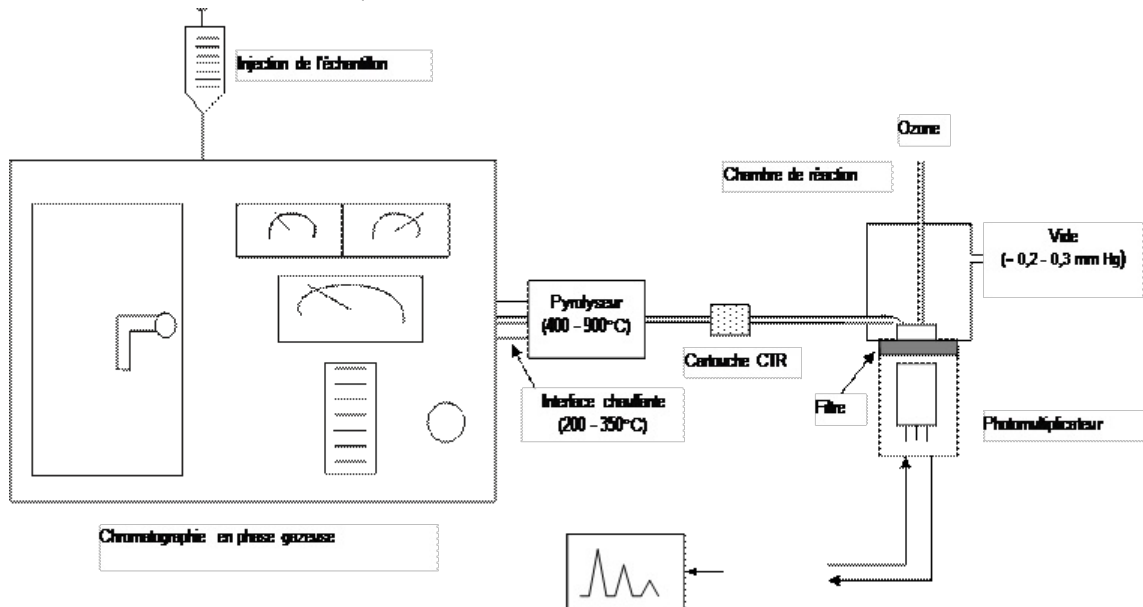 Injection de l'échantillon
Ozone
Chambre de réaction
Vide
(– 0,2 - 0,3 mm Hg)
Pyrolyseur
(400 – 900°C)
Cartouche CTR
Interface chauffante
(200 – 350°C)
Filtre
Photomultiplicateur
Chromatographie en phase gazeuse